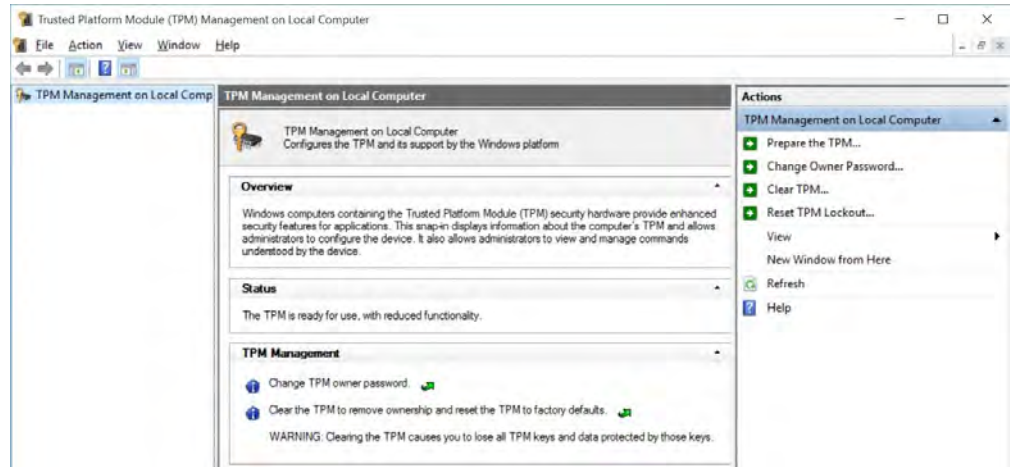 Trusted Platform Module (TPM) Management on Local Computer
File Action View Window Help
TPM Management on Local Comp
TPM Management on Local Computer
TPM Management on Local Computer
Configures the TPM and its support by the Windows platform
Overview
Windows computers containing the Trusted Platform Module (TPM) security hardware provide enhanced
security features for applications. This snap-in displays information about the computer's TPM and allows
administrators to configure the device. It also allows administrators to view and manage commands
understood by the device.
Status
The TPM is ready for use, with reduced functionality.
TPM Management
Change TPM owner password.
Clear the TPM to remove ownership and reset the TPM to factory defaults.
WARNING: Clearing the TPM causes you to lose all TPM keys and data protected by those keys.
Actions
TPM Management on Local Computer
Prepare the TPM...
Change Owner Password...
Clear TPM...
Reset TPM Lockout...
View
New Window from Here
Refresh
Help